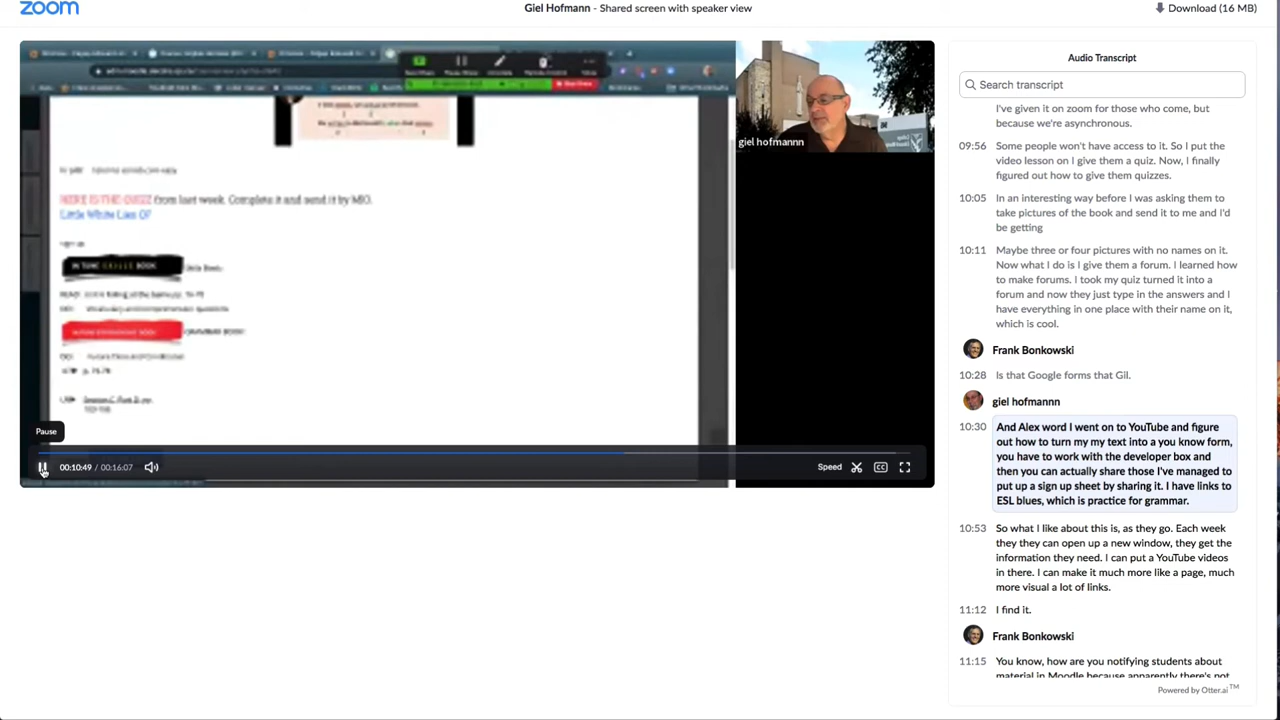 zoom
Giel Hofmann - Shared screen with speaker view
Download (16 MB)
HERE IS THE QUIZ from last week. Complete it and send it by MIO.
Little White Lies Q7
giel hofmannn
Pause
00:10:49 / 00:16:07
Speed
CC
Audio Transcript
Search transcript
I've given it on zoom for those who come, but
because we're asynchronous.
09:56 Some people won't have access to it. So I put the
video lesson on I give them a quiz. Now, I finally
figured out how to give them quizzes.
10:05 In an interesting way before I was asking them to
take pictures of the book and send it to me and I'd
be getting
10:11 Maybe three or four pictures with no names on it.
Now what I do is I give them a forum. I learned how
to make forums. I took my quiz turned it into a
forum and now they just type in the answers and I
have everything in one place with their name on it,
which is cool.
Frank Bonkowski
10:28 Is that Google forms that Gil.
giel hofmannn
10:30 And Alex word I went on to YouTube and figure
out how to turn my my text into a you know form,
you have to work with the developer box and
then you can actually share those I've managed to
put up a sign up sheet by sharing it. I have links to
ESL blues, which is practice for grammar.
10:53 So what I like about this is, as they go. Each week
they they can open up a new window, they get the
information they need. I can put a YouTube videos
in there. I can make it much more like a page, much
more visual a lot of links.
11:12 I find it.
Frank Bonkowski
11:15 You know, how are you notifying students about
material in Moodle because apparently there's not
Powered by Otter.ai™